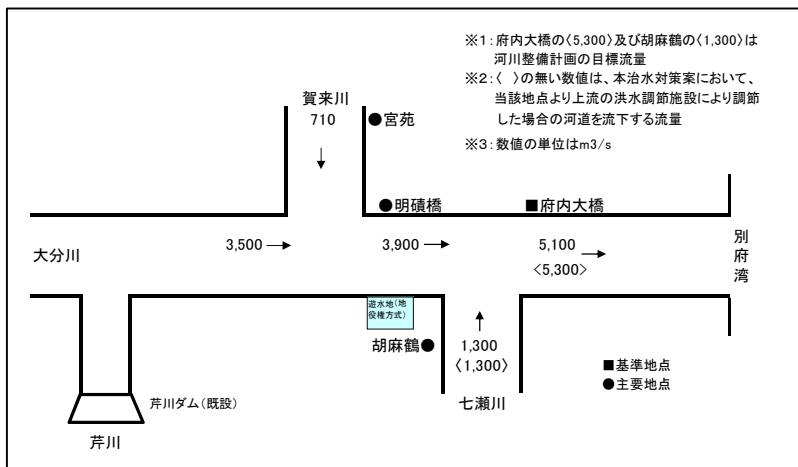 ※1:府内大橋の〈5,300〉及び胡麻鶴の〈1,300〉は
河川整備計画の目標流量
※2:〈 〉の無い数値は、本治水対策案において、
当該地点より上流の洪水調節施設により調節
した場合の河道を流下する流量
※3:数値の単位はm3/s
賀来川
710
●宮苑
↓
●明磧橋
■府内大橋
大分川
3,500 →
3,900 →
5,100 →
〈5,300〉
別府湾
遊水地(地
役権方式)
胡麻鶴●
↑
1,300
〈1,300〉
七瀬川
■基準地点
●主要地点
芹川ダム(既設)
芹川